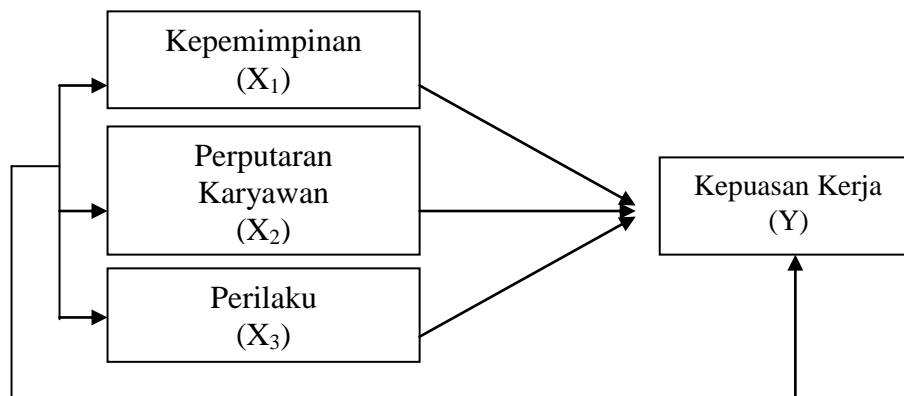 Kepemimpinan
(X₁)
Perputaran
Karyawan
(X₂)
Perilaku
(X₃)
Kepuasan Kerja
(Y)